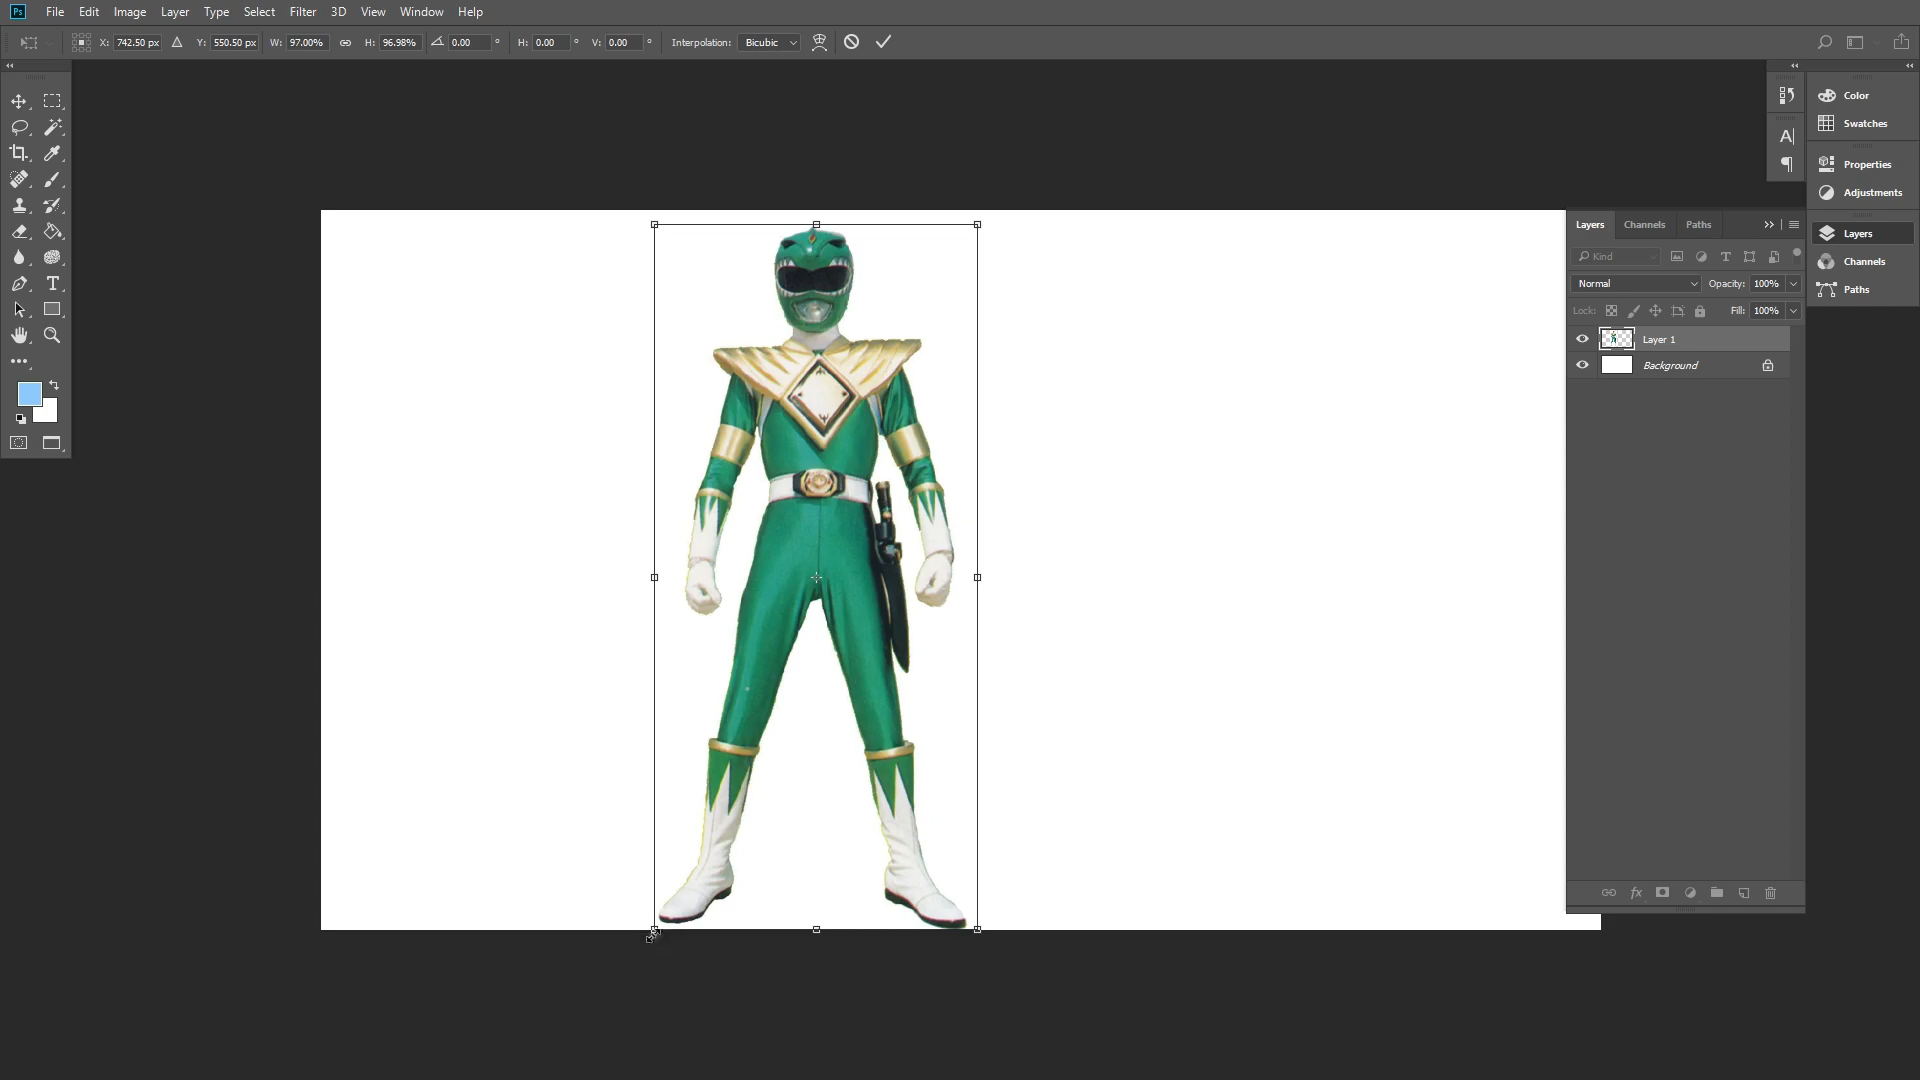 Ps File Edit Image Layer Type Select Filter 3D View Window Help
X: 742.50 px Y: 550.50 px W: 97.00% H: 96.98% 0.00 ° H: 0.00 ° V: 0.00 ° Interpolation: Bicubic
Color
Swatches
Properties
Adjustments
Layers
Channels
Paths
Layers Channels Paths
Kind
Normal Opacity: 100%
Lock: Fill: 100%
Layer 1
Background
fx